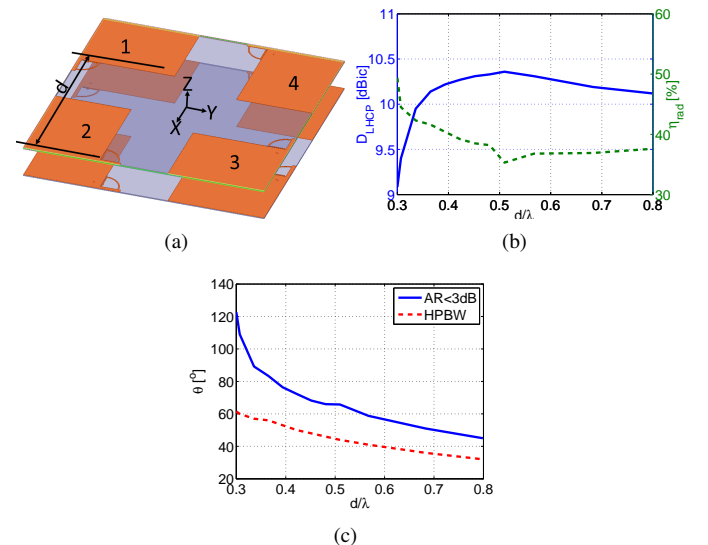 1
4
d
Z
Y
X
2
3
(a)
11
10.5
10
9.5
9
D_LHCP [dBic]
60
50
40
30
η_rad [%]
0.3 0.4 0.5 0.6 0.7 0.8
d/λ
(b)
140
120
100
80
60
40
20
θ [°]
AR<3dB
HPBW
0.3 0.4 0.5 0.6 0.7 0.8
d/λ
(c)